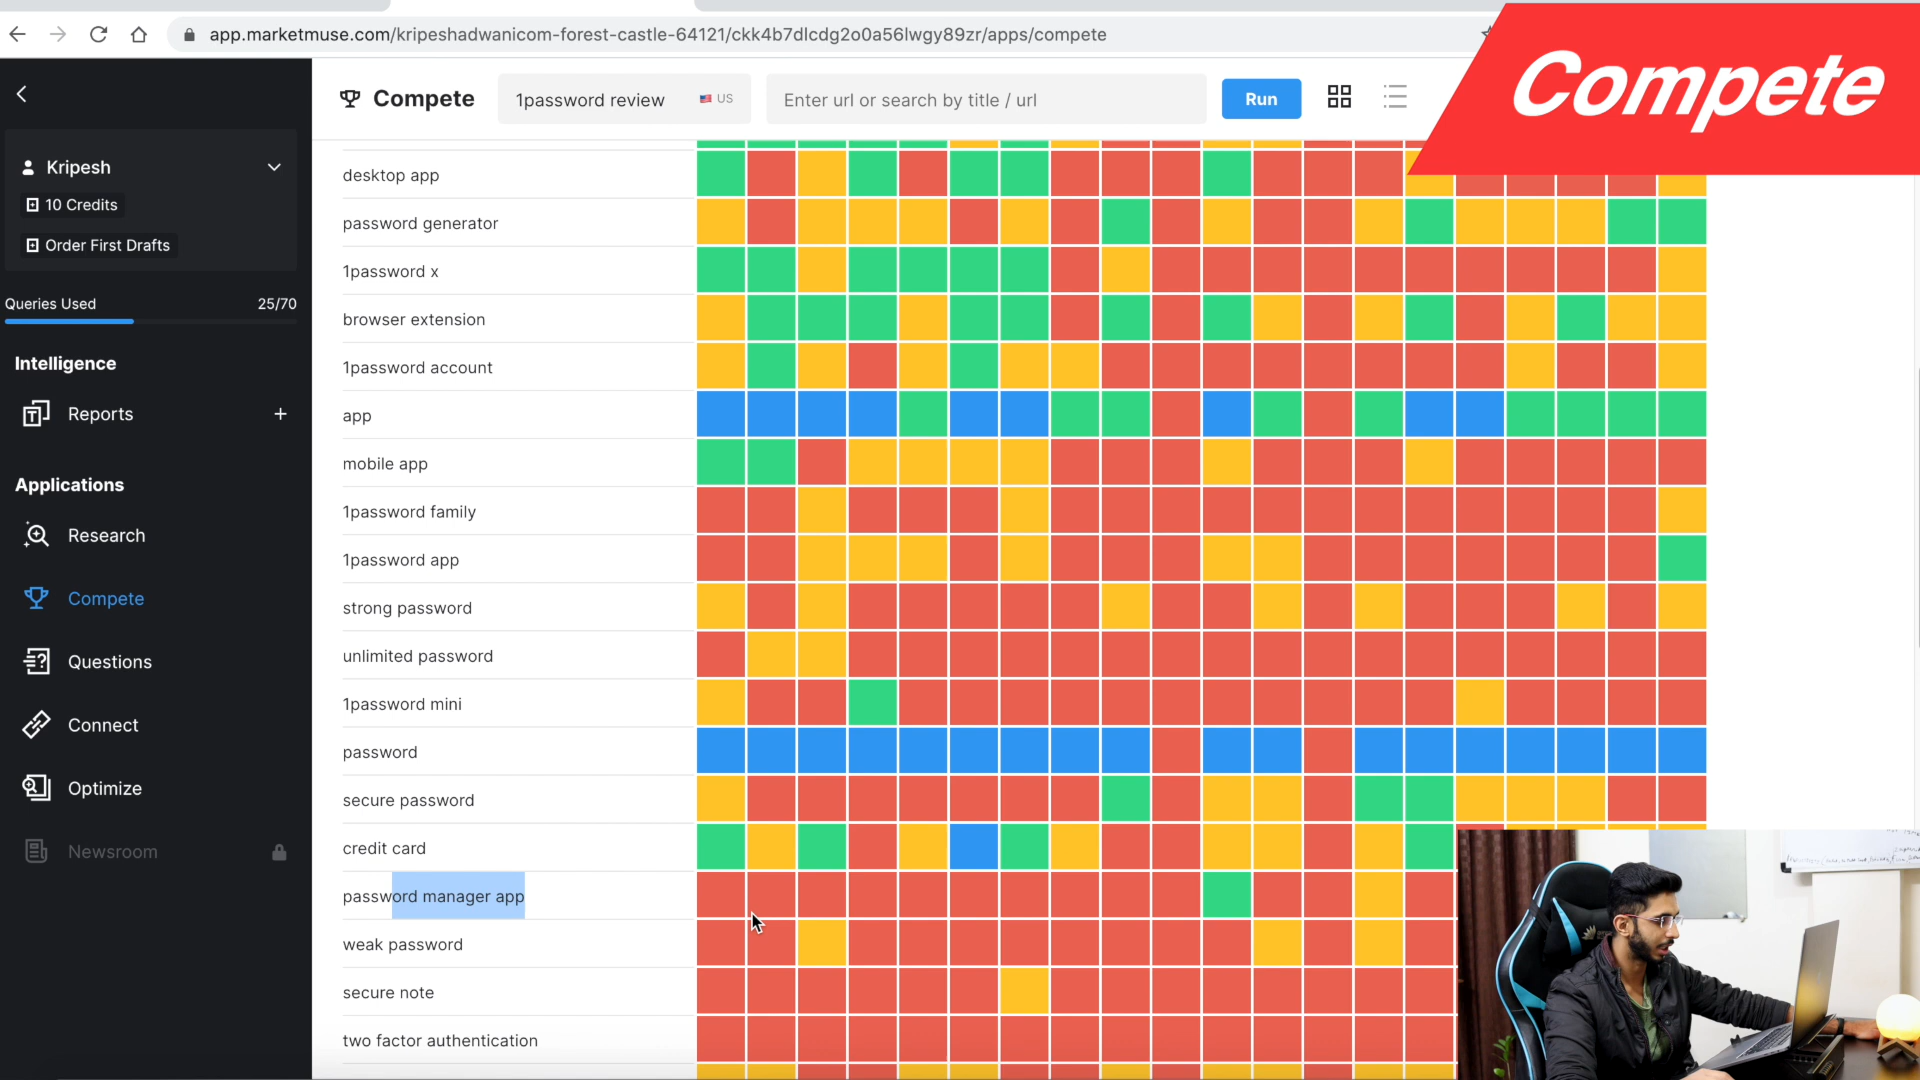 app.marketmuse.com/kripeshadwanicom-forest-castle-64121/ckk4b7dlcdg2o0a56lwgy89zr/apps/compete
Compete
Compete
1password review
US
Enter url or search by title / url
Run
Kripesh
10 Credits
Order First Drafts
Queries Used 25/70
Intelligence
Reports +
Applications
Research
Compete
Questions
Connect
Optimize
Newsroom
desktop app
password generator
1password x
browser extension
1password account
app
mobile app
1password family
1password app
strong password
unlimited password
1password mini
password
secure password
credit card
password manager app
weak password
secure note
two factor authentication